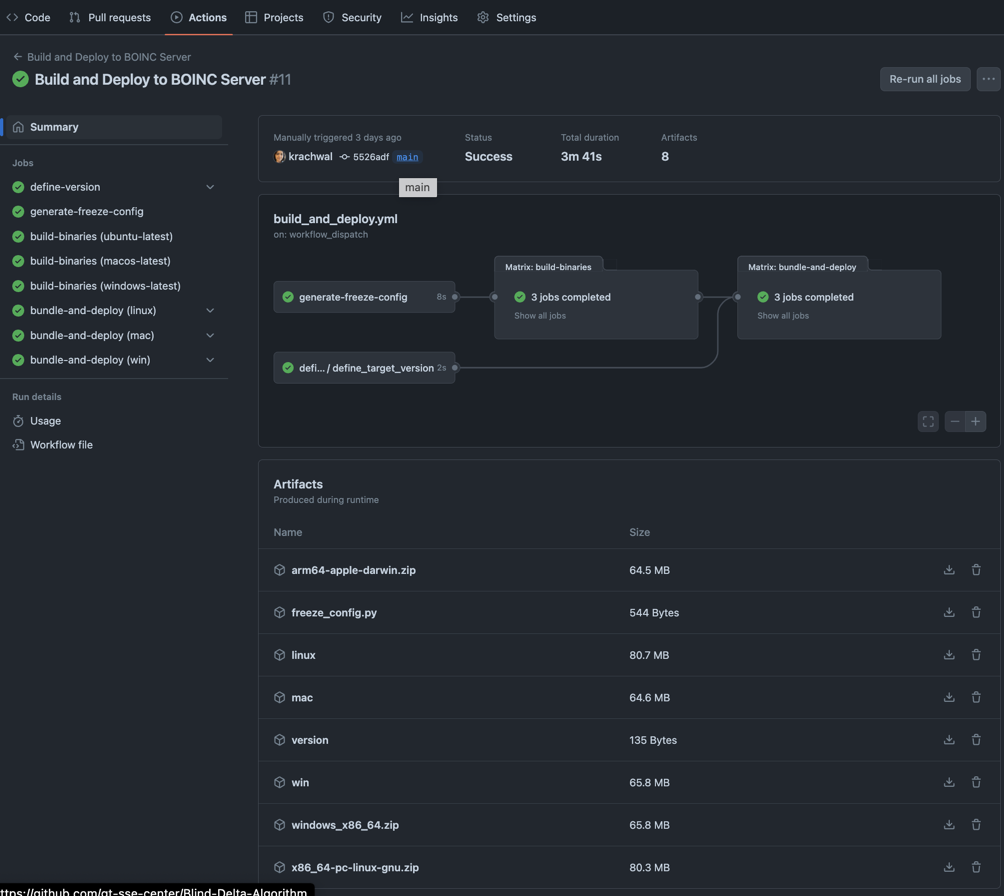 Code Pull requests Actions Projects Security Insights Settings
Build and Deploy to BOINC Server
Build and Deploy to BOINC Server #11
Re-run all jobs
Summary
Jobs
define-version
generate-freeze-config
build-binaries (ubuntu-latest)
build-binaries (macos-latest)
build-binaries (windows-latest)
bundle-and-deploy (linux)
bundle-and-deploy (mac)
bundle-and-deploy (win)
Run details
Usage
Workflow file
Manually triggered 3 days ago Status Total duration Artifacts
krachwal 5526adf main Success 3m 41s 8
main
build_and_deploy.yml
on: workflow_dispatch
Matrix: build-binaries Matrix: bundle-and-deploy
generate-freeze-config 8s 3 jobs completed 3 jobs completed
Show all jobs Show all jobs
defi... / define_target_version 2s
Artifacts
Produced during runtime
Name Size
arm64-apple-darwin.zip 64.5 MB
freeze_config.py 544 Bytes
linux 80.7 MB
mac 64.6 MB
version 135 Bytes
win 65.8 MB
windows_x86_64.zip 65.8 MB
x86_64-pc-linux-gnu.zip 80.3 MB
ttps://github.com/gt-sse-center/Blind-Delta-Algorithm